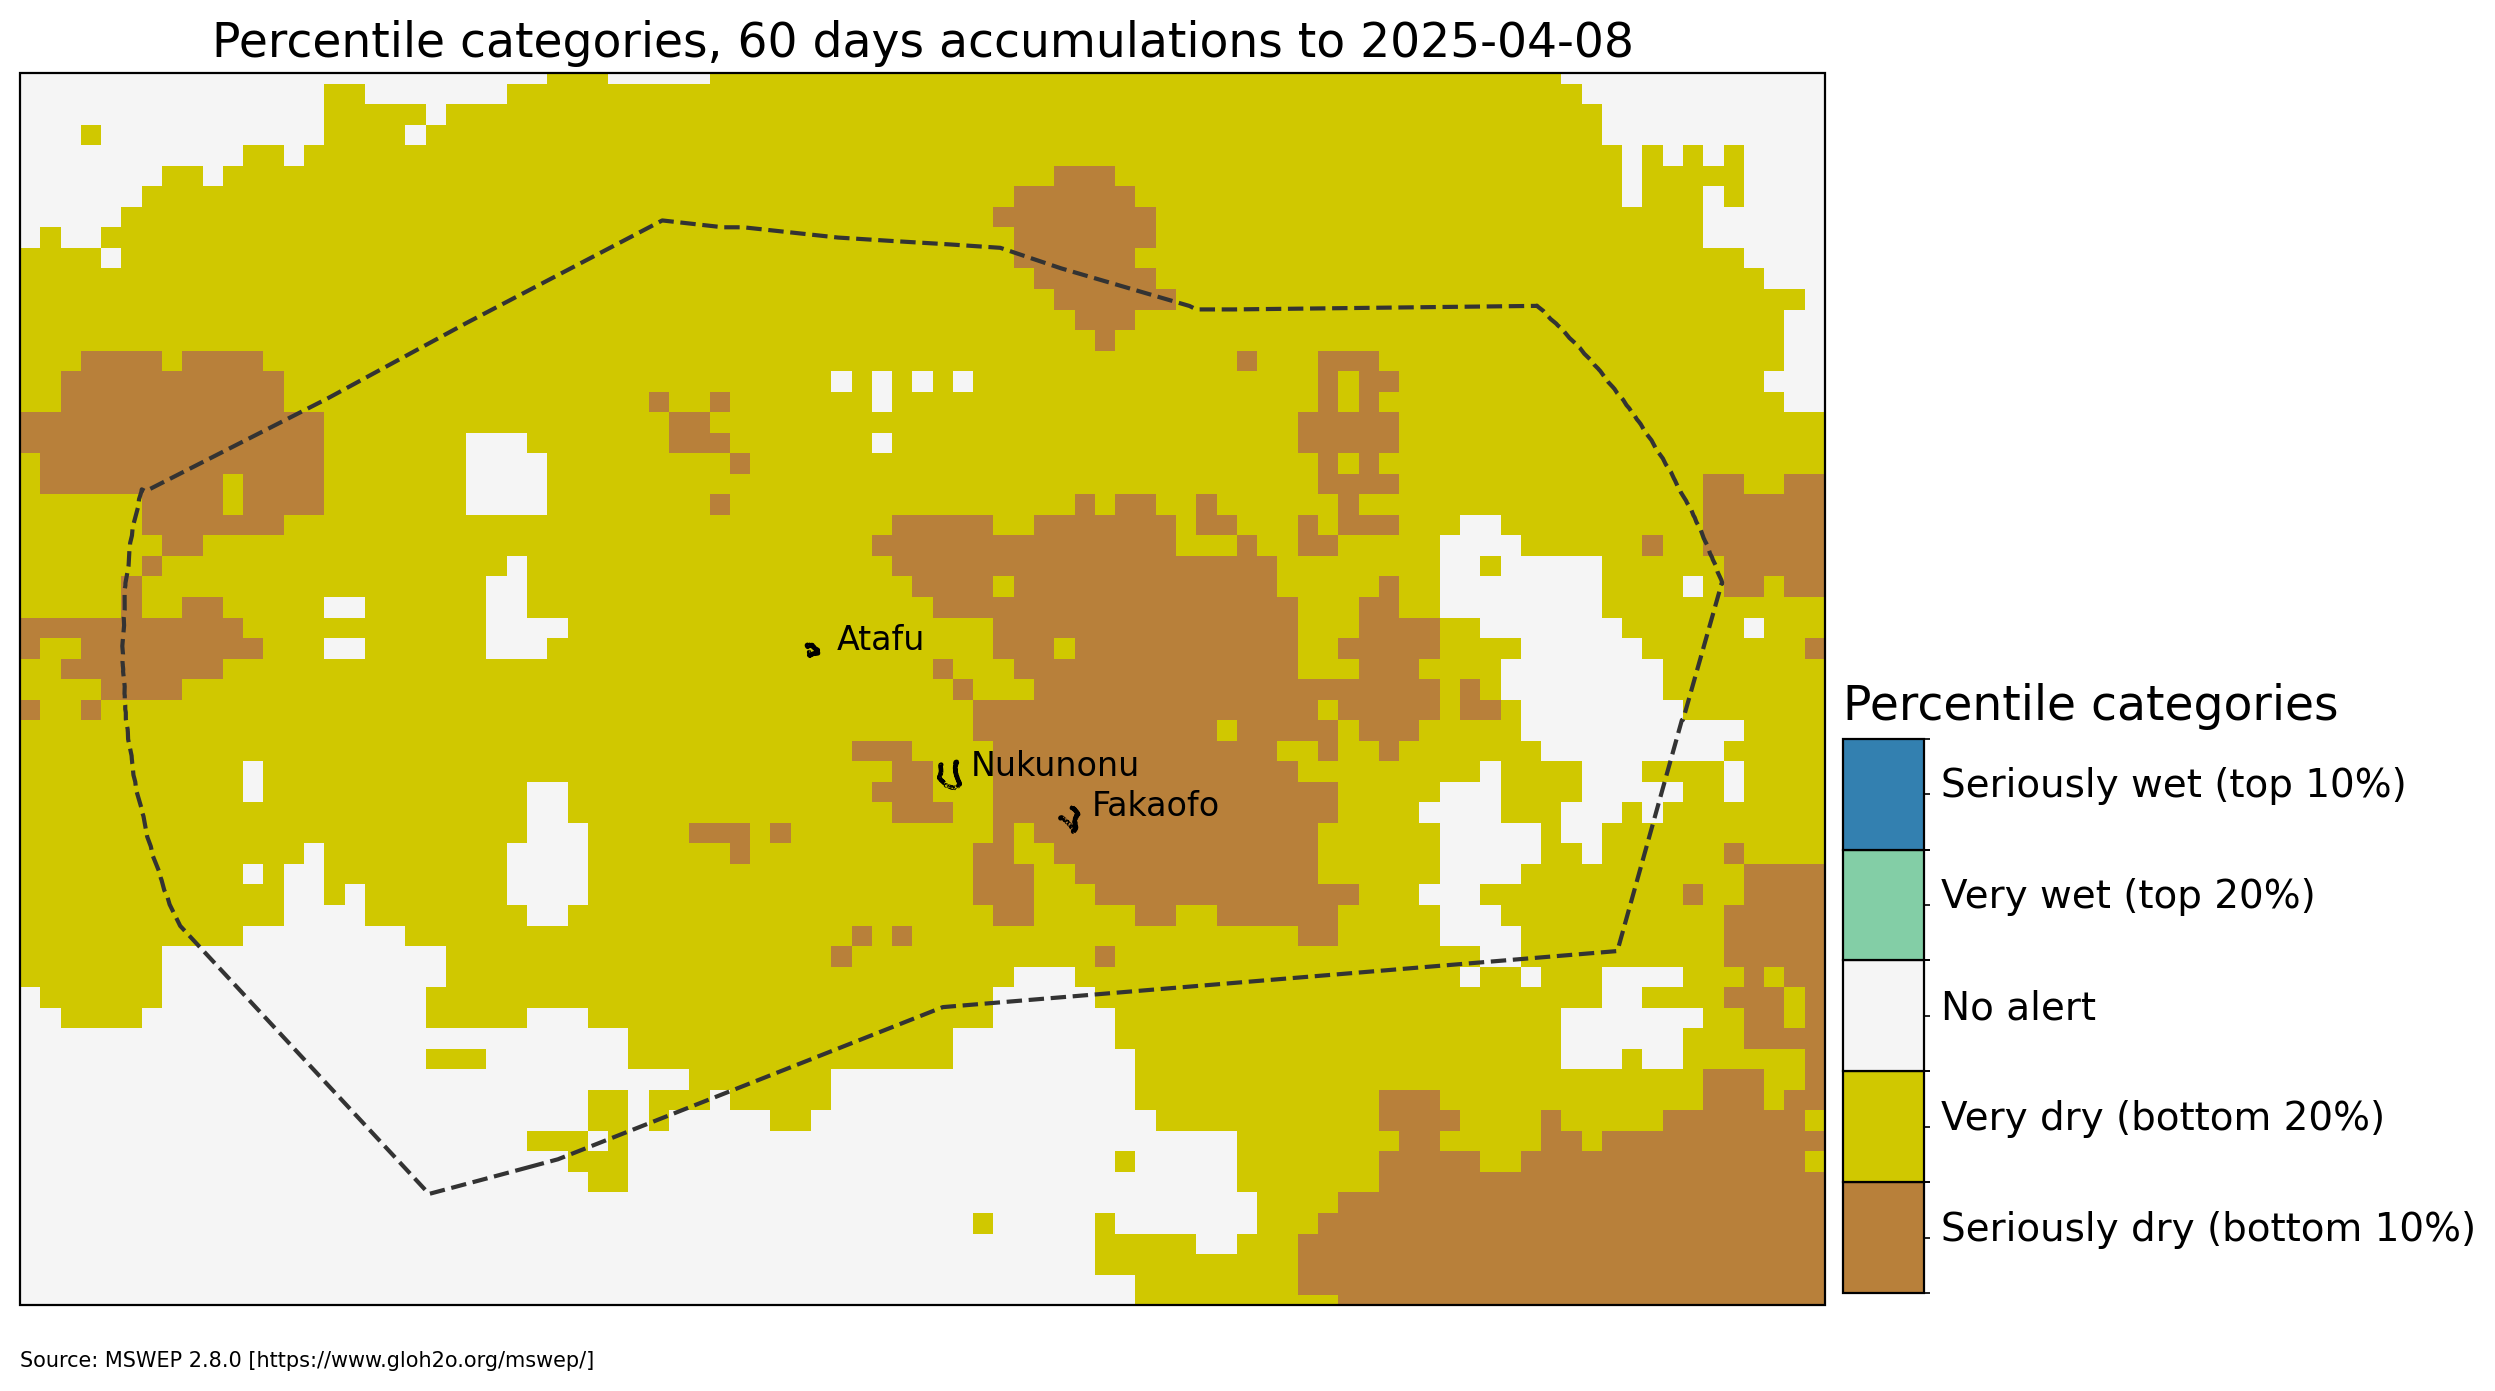 Percentile categories, 60 days accumulations to 2025-04-08
Atafu
Nukunonu
Fakaofo
Percentile categories
Seriously wet (top 10%)
Very wet (top 20%)
No alert
Very dry (bottom 20%)
Seriously dry (bottom 10%)
Source: MSWEP 2.8.0 [https://www.gloh2o.org/mswep/]